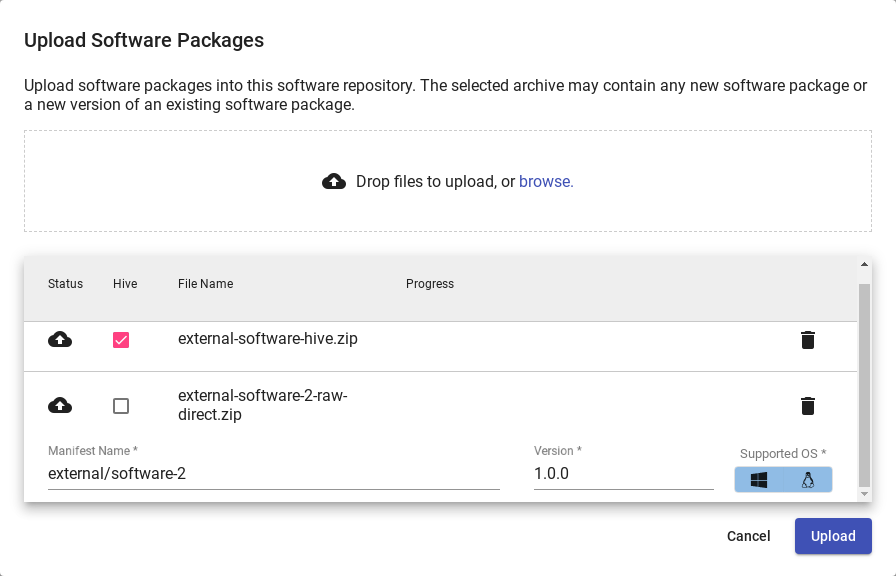 Upload Software Packages
Upload software packages into this software repository. The selected archive may contain any new software package or
a new version of an existing software package.
Drop files to upload, or browse.
Status Hive File Name Progress
external-software-hive.zip
external-software-2-raw-
direct.zip
Manifest Name * Version * Supported OS *
external/software-2 1.0.0
Cancel Upload